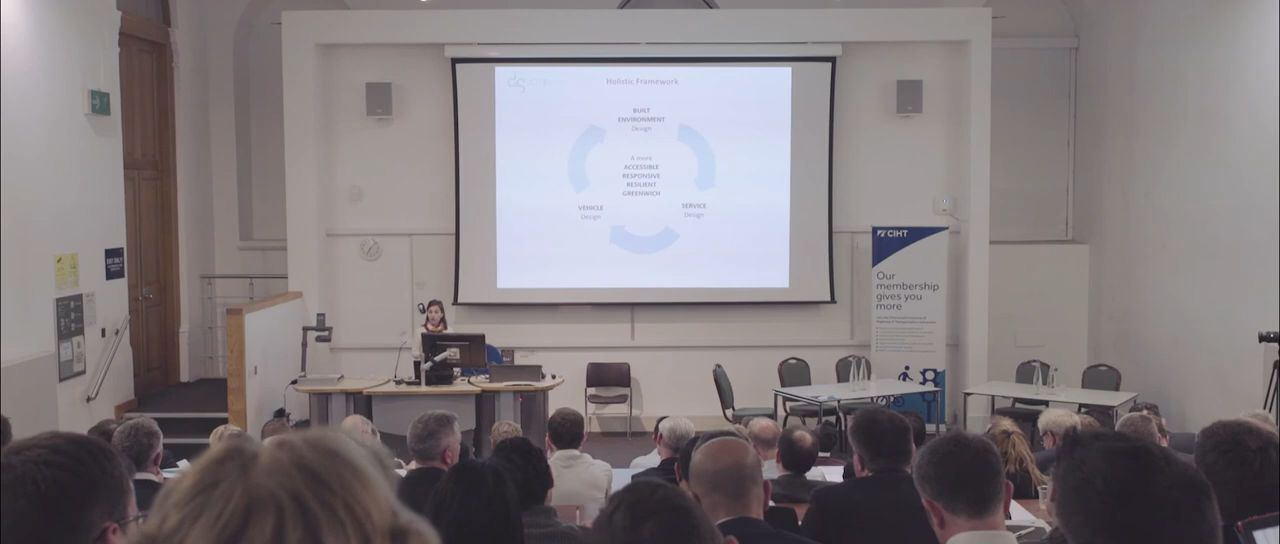 dg
Holistic Framework
BUILT
ENVIRONMENT
Design
A more
ACCESSIBLE
RESPONSIVE
RESILIENT
GREENWICH
VEHICLE
Design
SERVICE
Design
CIHT
Our
membership
gives you
more